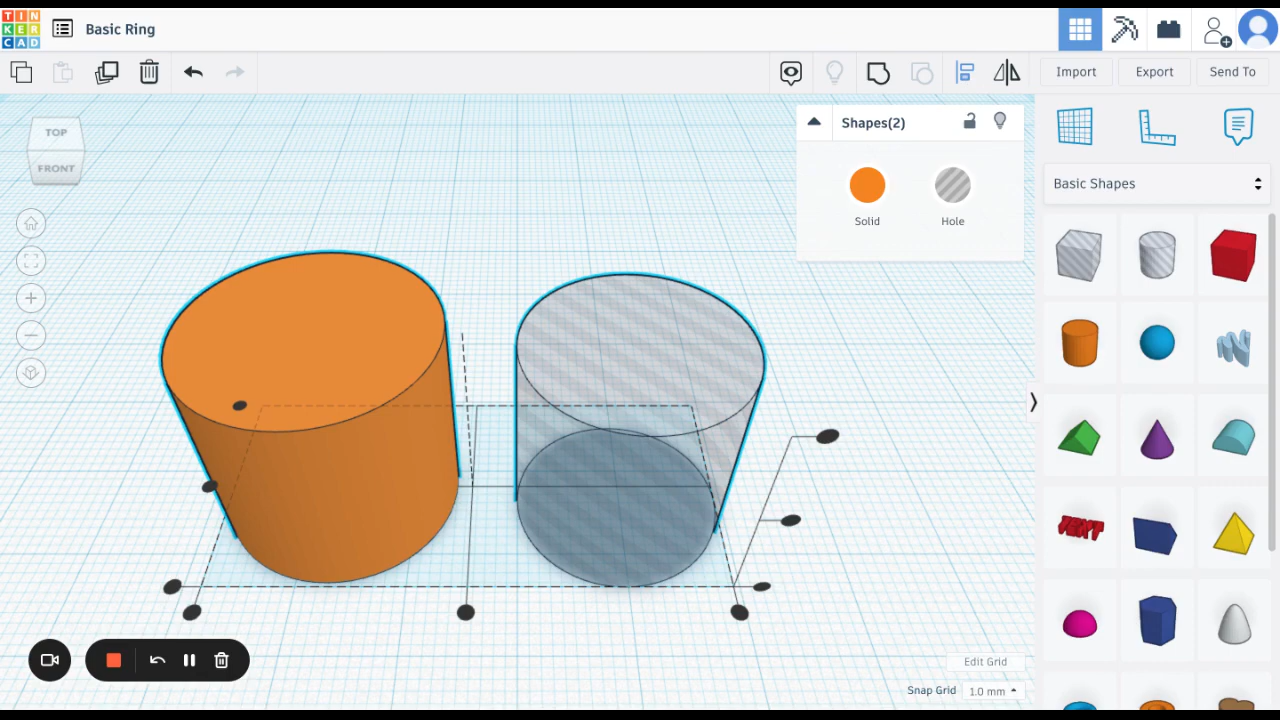 TIN
KER
CAD
Basic Ring
Import
Export
Send To
TOP
FRONT
Shapes(2)
Solid
Hole
Basic Shapes
TEXT
Edit Grid
Snap Grid
1.0 mm